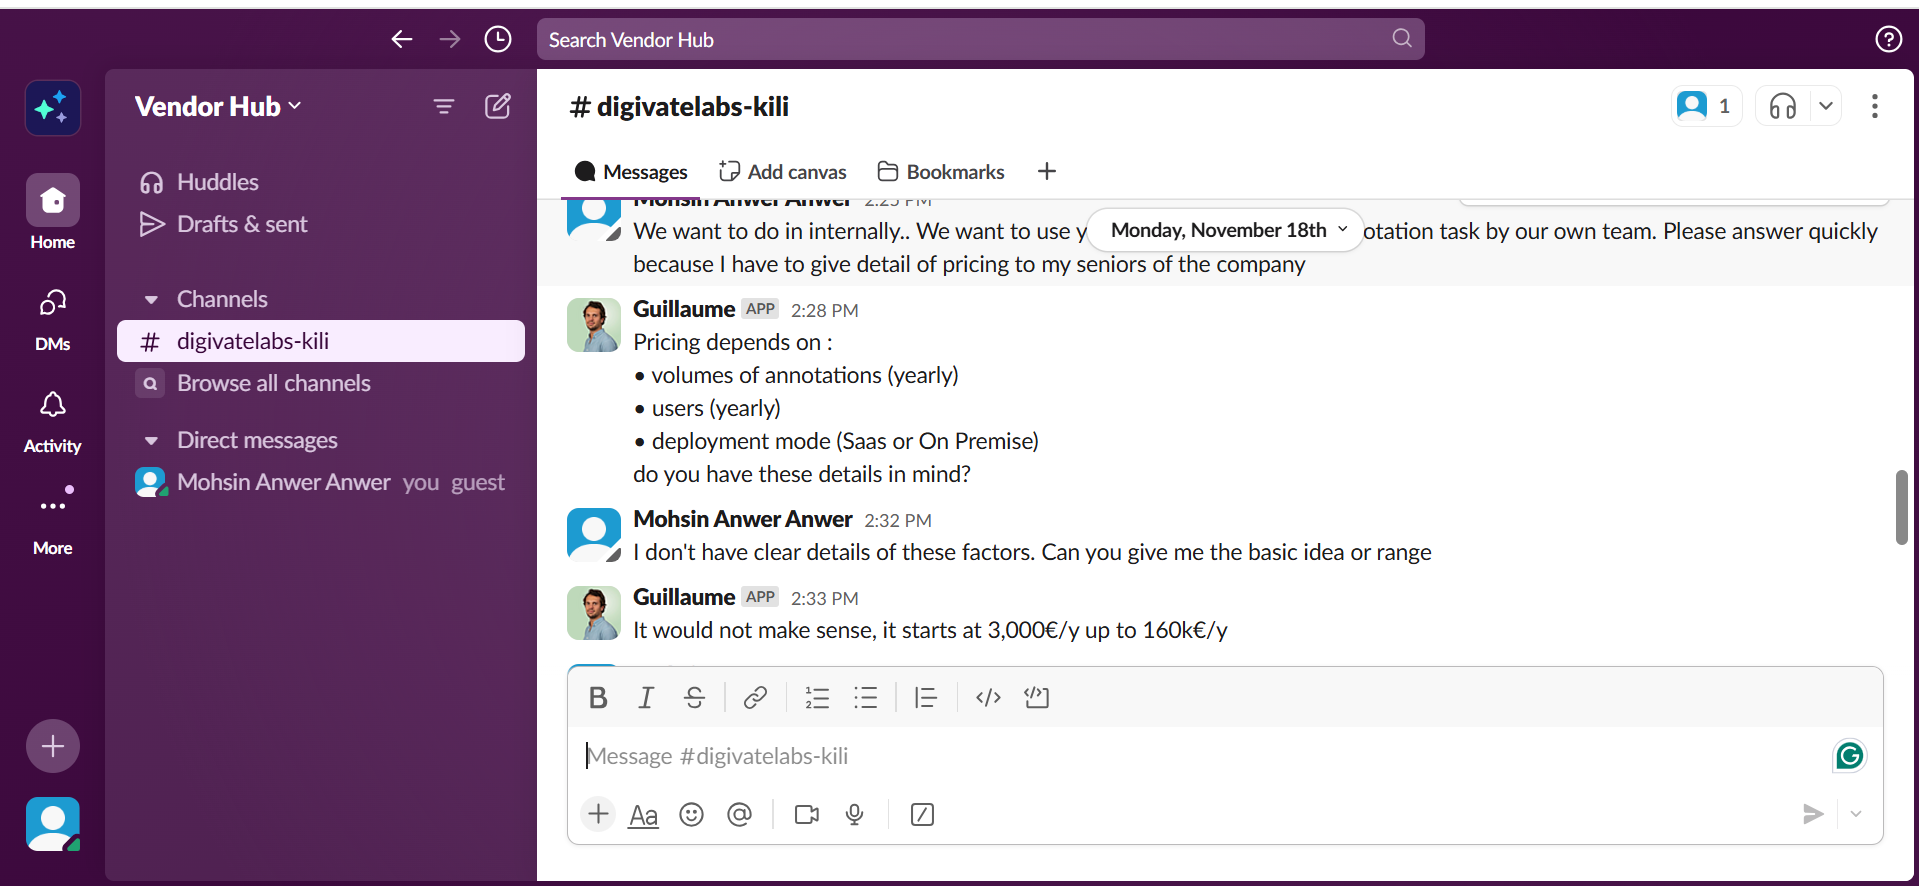 Search Vendor Hub
Vendor Hub
Huddles
Drafts & sent
Home
Channels
# digivatelabs-kili
Browse all channels
DMs
Direct messages
Mohsin Anwer Anwer you guest
Activity
More
# digivatelabs-kili
1
Messages
Add canvas
Bookmarks
Mohsin Anwer Anwer 2:25 PM
Monday, November 18th
We want to do in internally.. We want to use y otation task by our own team. Please answer quickly
because I have to give detail of pricing to my seniors of the company
Guillaume APP 2:28 PM
Pricing depends on :
• volumes of annotations (yearly)
• users (yearly)
• deployment mode (Saas or On Premise)
do you have these details in mind?
Mohsin Anwer Anwer 2:32 PM
I don't have clear details of these factors. Can you give me the basic idea or range
Guillaume APP 2:33 PM
It would not make sense, it starts at 3,000€/y up to 160k€/y
Message #digivatelabs-kili
Aa